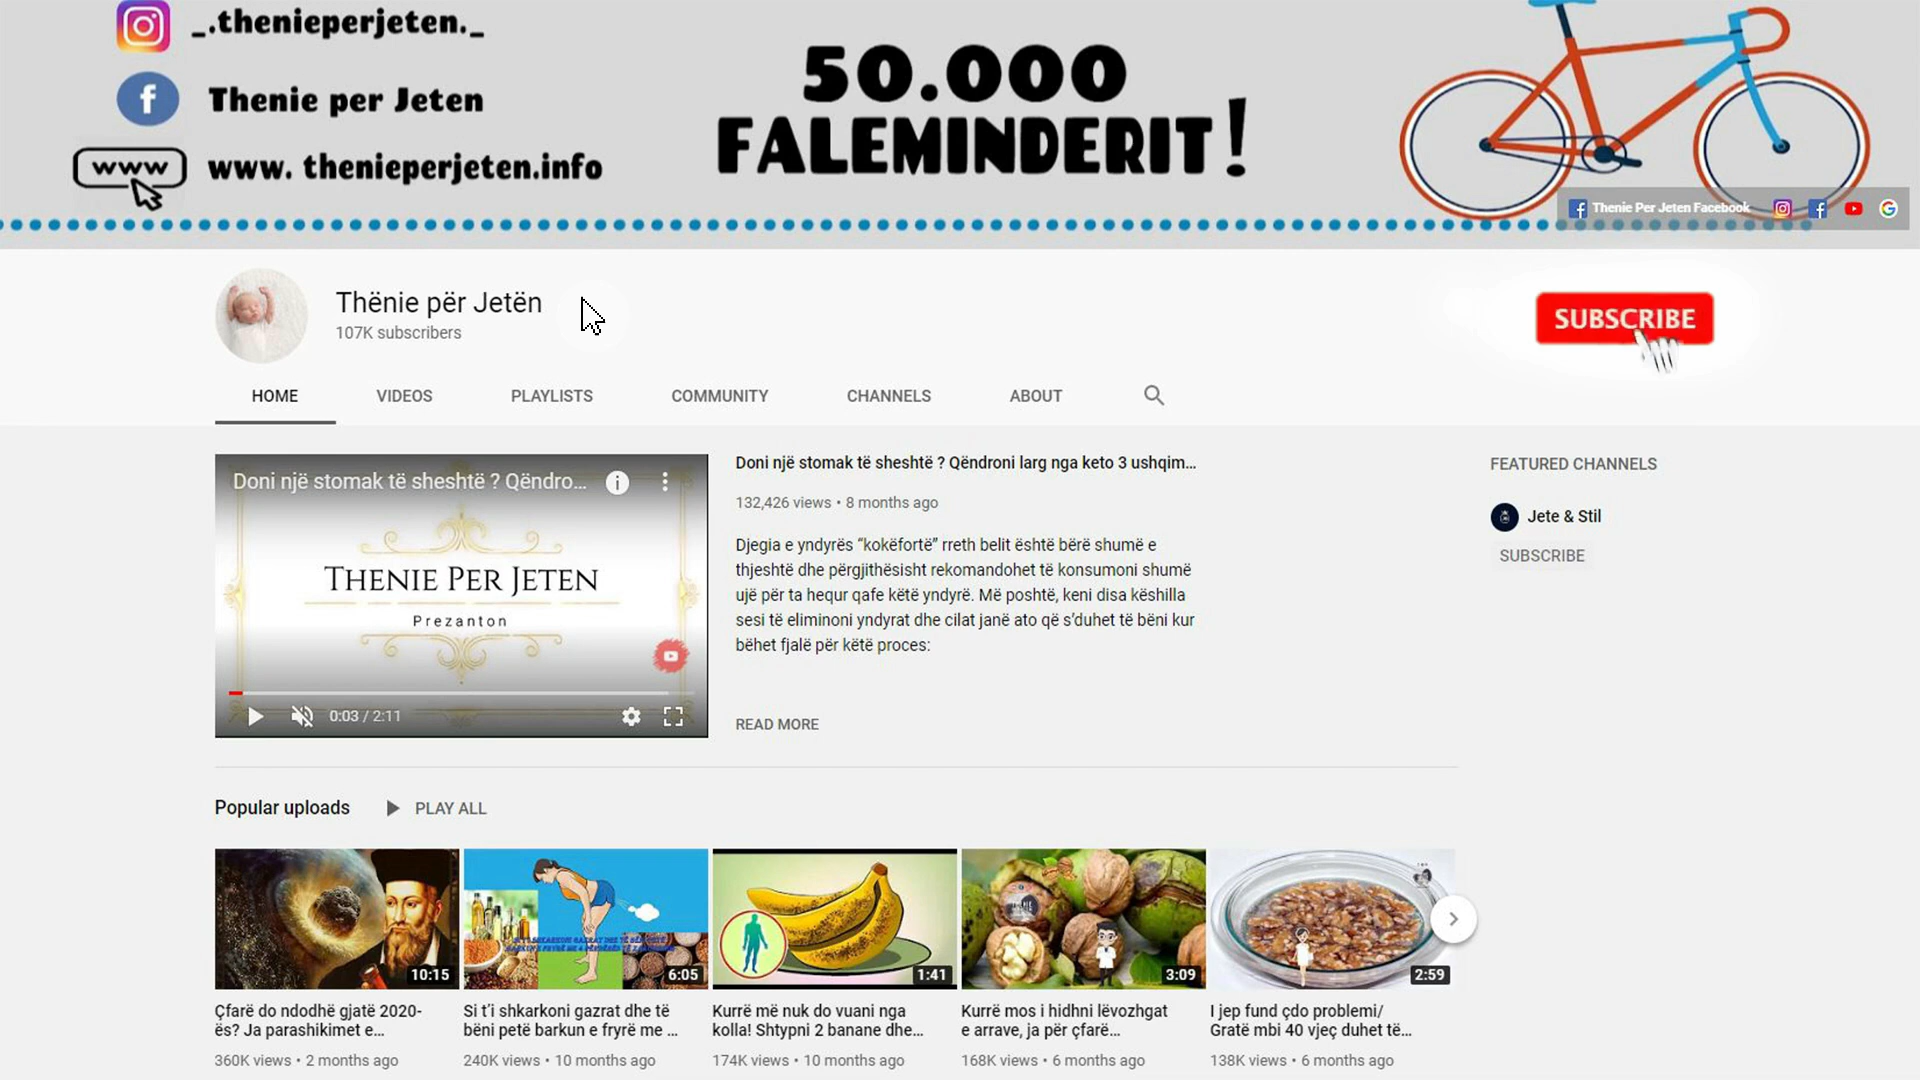 _.thenieperjeten._
Thenie per Jeten
www
www. thenieperjeten.info
50.000
FALEMINDERIT!
Thenie Per Jeten Facebook
Thënie për Jetën
107K subscribers
SUBSCRIBE
HOME
VIDEOS
PLAYLISTS
COMMUNITY
CHANNELS
ABOUT
Doni një stomak të sheshtë ? Qëndro...
THENIE PER JETEN
Prezanton
0:03 / 2:11
Doni një stomak të sheshtë ? Qëndroni larg nga keto 3 ushqim...
132,426 views • 8 months ago
Djegia e yndyrës “kokëfortë” rreth belit është bërë shumë e
thjeshtë dhe përgjithësisht rekomandohet të konsumoni shumë
ujë për ta hequr qafe këtë yndyrë. Më poshtë, keni disa këshilla
sesi të eliminoni yndyrat dhe cilat janë ato që s’duhet të bëni kur
bëhet fjalë për këtë proces:
READ MORE
FEATURED CHANNELS
Jete & Stil
SUBSCRIBE
Popular uploads
PLAY ALL
10:15
6:05
1:41
3:09
2:59
Çfarë do ndodhë gjatë 2020-
ës? Ja parashikimet e...
360K views • 2 months ago
Si t’i shkarkoni gazrat dhe të
bëni petë barkun e fryrë me ...
240K views • 10 months ago
Kurrë më nuk do vuani nga
kolla! Shtypni 2 banane dhe...
174K views • 10 months ago
Kurrë mos i hidhni lëvozhgat
e arrave, ja për çfarë...
168K views • 6 months ago
I jep fund çdo problemi/
Gratë mbi 40 vjeç duhet të...
138K views • 6 months ago